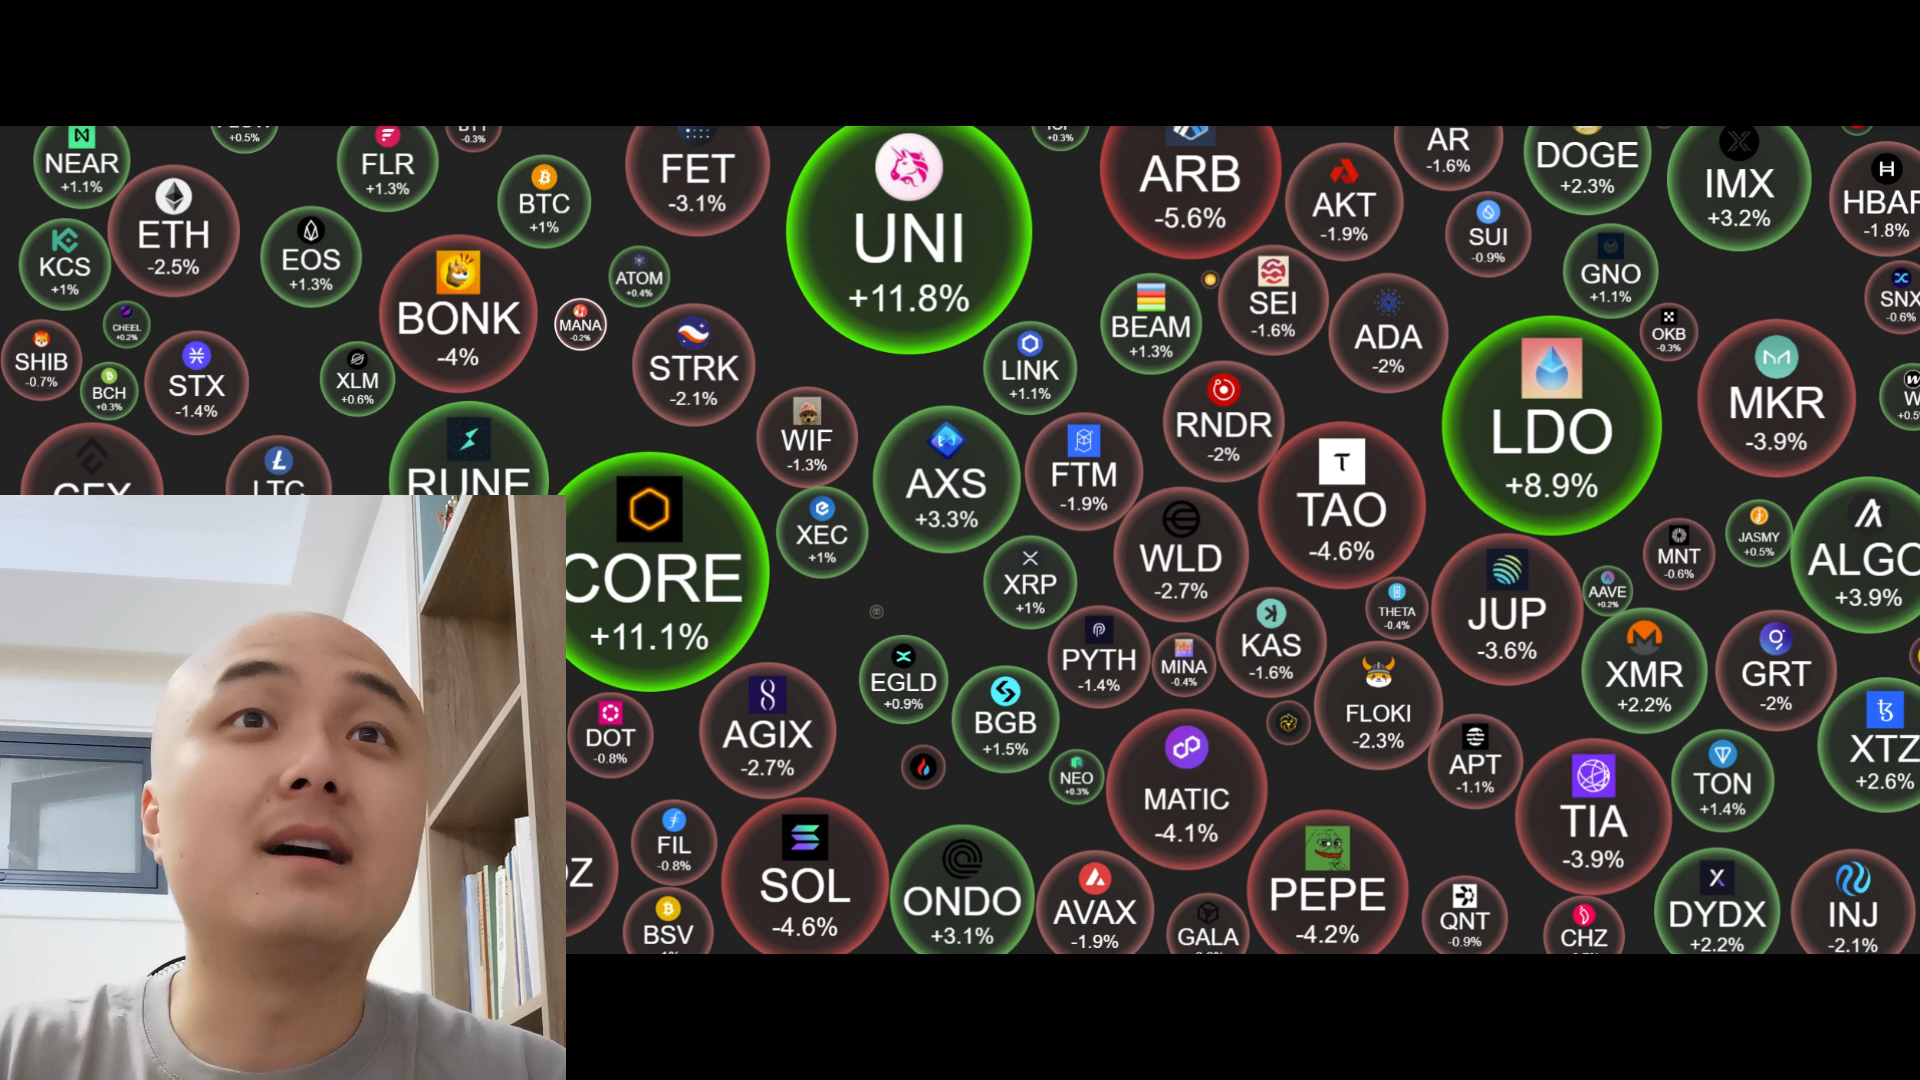 NEAR
+1.1%
+0.5%
FLR
+1.3%
-0.3%
BTC
+1%
FET
-3.1%
UNI
+11.8%
+0.3%
ARB
-5.6%
AKT
-1.9%
AR
-1.6%
DOGE
+2.3%
IMX
+3.2%
HBAR
-1.8%
KCS
+1%
ETH
-2.5%
EOS
+1.3%
BONK
-4%
ATOM
+0.4%
MANA
-0.2%
STRK
-2.1%
LINK
+1.1%
BEAM
+1.3%
SEI
-1.6%
ADA
-2%
SUI
-0.9%
GNO
+1.1%
OKB
-0.3%
SNX
-0.6%
SHIB
-0.7%
CHEEL
+0.2%
BCH
+0.3%
STX
-1.4%
XLM
+0.6%
LTC
RUNE
WIF
-1.3%
AXS
+3.3%
FTM
-1.9%
RNDR
-2%
TAO
-4.6%
LDO
+8.9%
MKR
-3.9%
W
CORE
+11.1%
XEC
+1%
XRP
+1%
WLD
-2.7%
THETA
-0.4%
JUP
-3.6%
AAVE
+0.2%
MNT
-0.6%
JASMY
+0.5%
ALGO
+3.9%
DOT
-0.8%
AGIX
-2.7%
EGLD
+0.9%
BGB
+1.5%
PYTH
-1.4%
MINA
-0.4%
KAS
-1.6%
FLOKI
-2.3%
XMR
+2.2%
GRT
-2%
XTZ
+2.6%
NEO
+0.3%
MATIC
-4.1%
APT
-1.1%
TIA
-3.9%
TON
+1.4%
OZ
FIL
-0.8%
BSV
SOL
-4.6%
ONDO
+3.1%
AVAX
-1.9%
GALA
PEPE
-4.2%
QNT
-0.9%
CHZ
DYDX
+2.2%
INJ
-2.1%